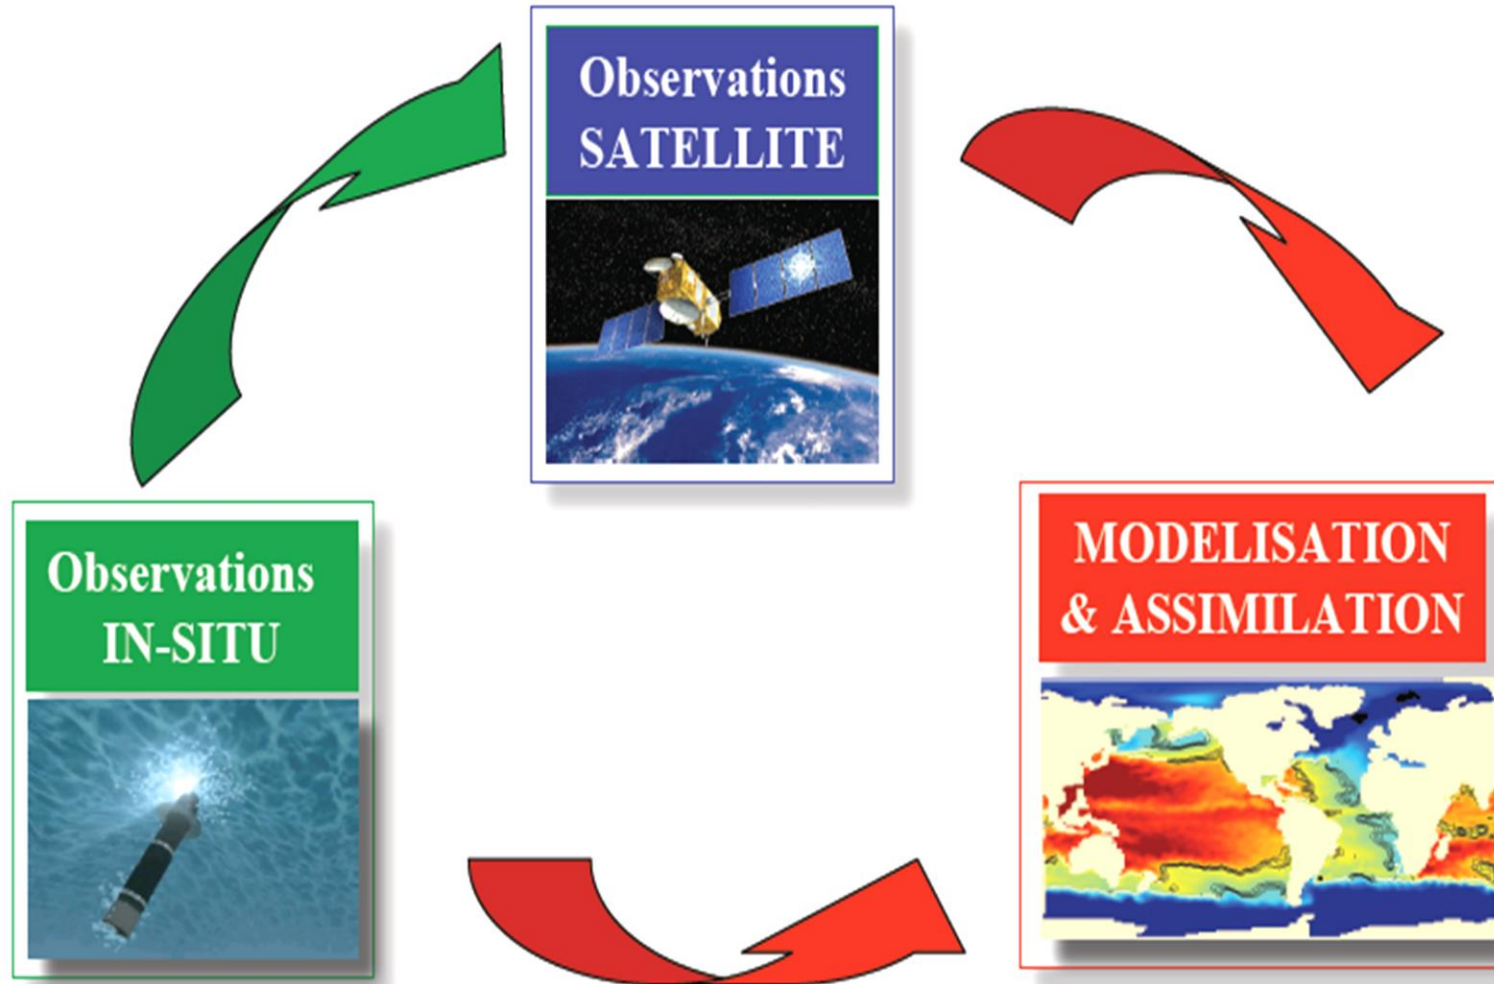 Observations
SATELLITE
Observations
IN-SITU
MODELISATION
& ASSIMILATION